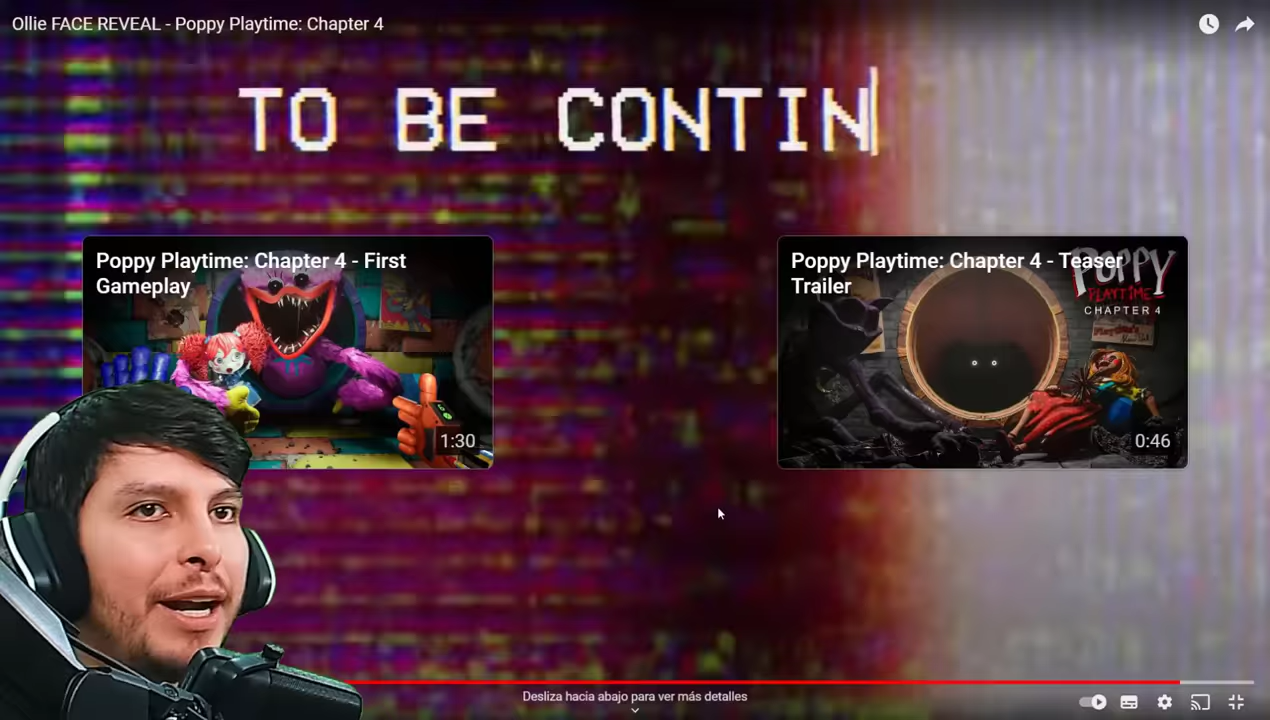 Ollie FACE REVEAL - Poppy Playtime: Chapter 4
TO BE CONTIN
Poppy Playtime: Chapter 4 - First
Gameplay
1:30
Poppy Playtime: Chapter 4 - Teaser
Trailer
POPPY
PLAYTIME
CHAPTER 4
0:46
Desliza hacia abajo para ver más detalles